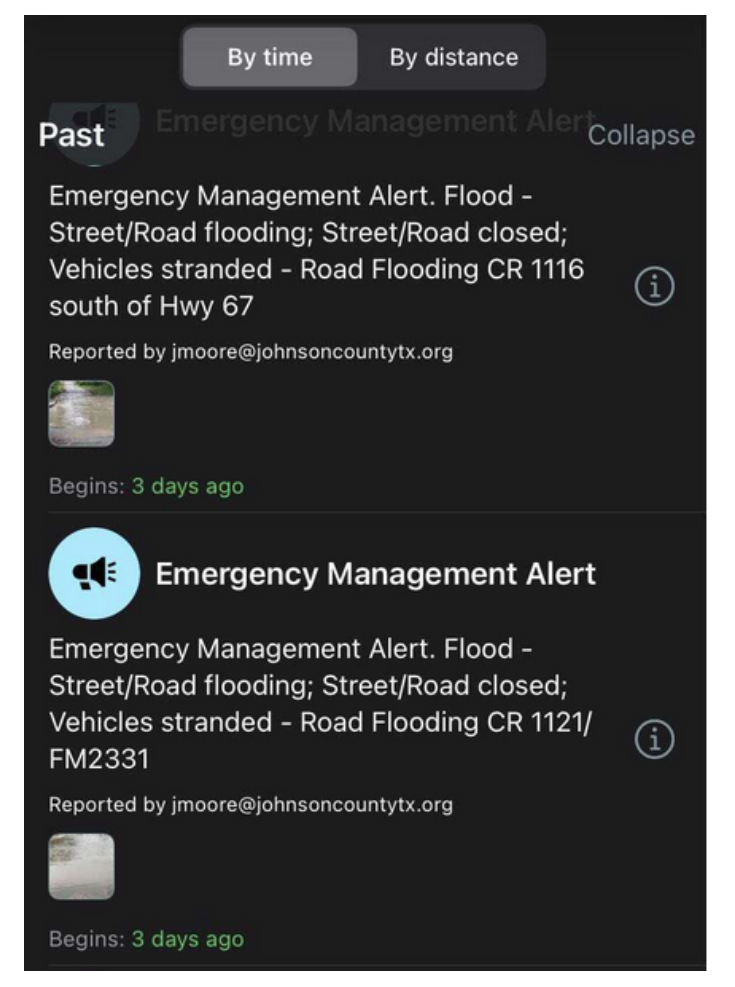 By time
By distance
Emergency Management Alert
Past
Collapse
Emergency Management Alert. Flood -
Street/Road flooding; Street/Road closed;
Vehicles stranded - Road Flooding CR 1116
south of Hwy 67
Reported by jmoore@johnsoncountytx.org
Begins: 3 days ago
Emergency Management Alert
Emergency Management Alert. Flood -
Street/Road flooding; Street/Road closed;
Vehicles stranded - Road Flooding CR 1121/
FM2331
Reported by jmoore@johnsoncountytx.org
Begins: 3 days ago